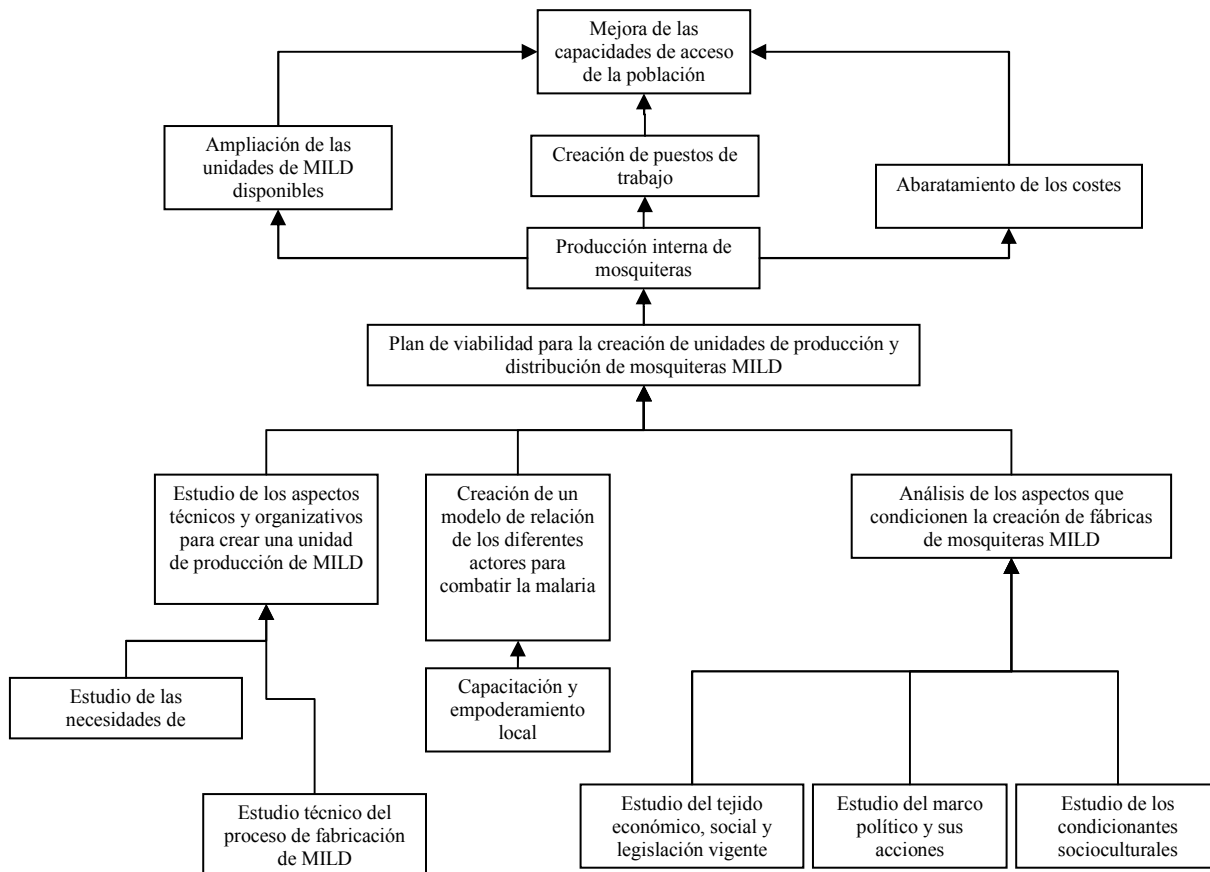 Mejora de las
capacidades de acceso
de la población
Ampliación de las
unidades de MILD
disponibles
Creación de puestos de
trabajo
Abaratamiento de los costes
Producción interna de
mosquiteras
Plan de viabilidad para la creación de unidades de producción y
distribución de mosquiteras MILD
Estudio de los aspectos
técnicos y organizativos
para crear una unidad
de producción de MILD
Creación de un
modelo de relación
de los diferentes
actores para
combatir la malaria
Análisis de los aspectos que
condicionen la creación de fábricas
de mosquiteras MILD
Estudio de las
necesidades de
Capacitación y
empoderamiento
local
Estudio técnico del
proceso de fabricación
de MILD
Estudio del tejido
económico, social y
legislación vigente
Estudio del marco
político y sus
acciones
Estudio de los
condicionantes
socioculturales